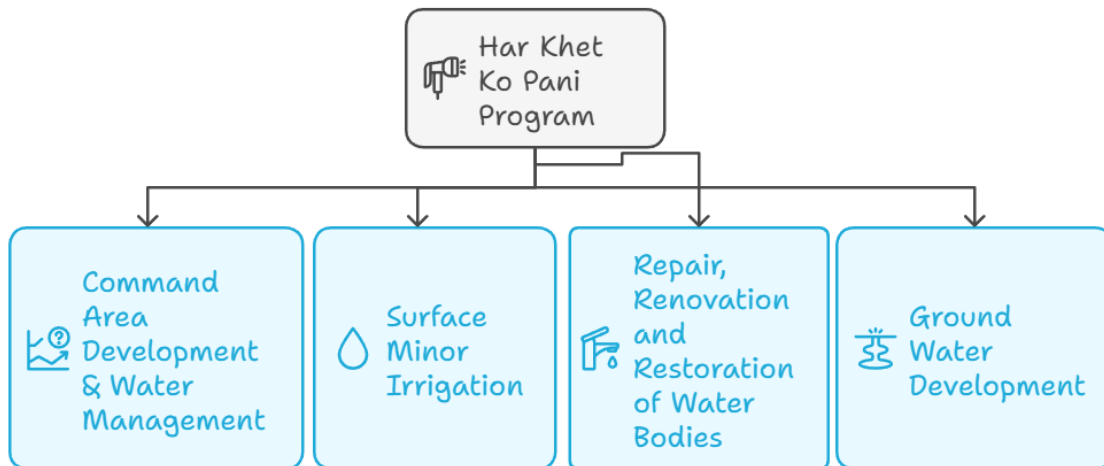 Har Khet
Ko Pani
Program
Command
Area
Development
& Water
Management
Surface
Minor
Irrigation
Repair,
Renovation
and
Restoration
of Water
Bodies
Ground
Water
Development
?